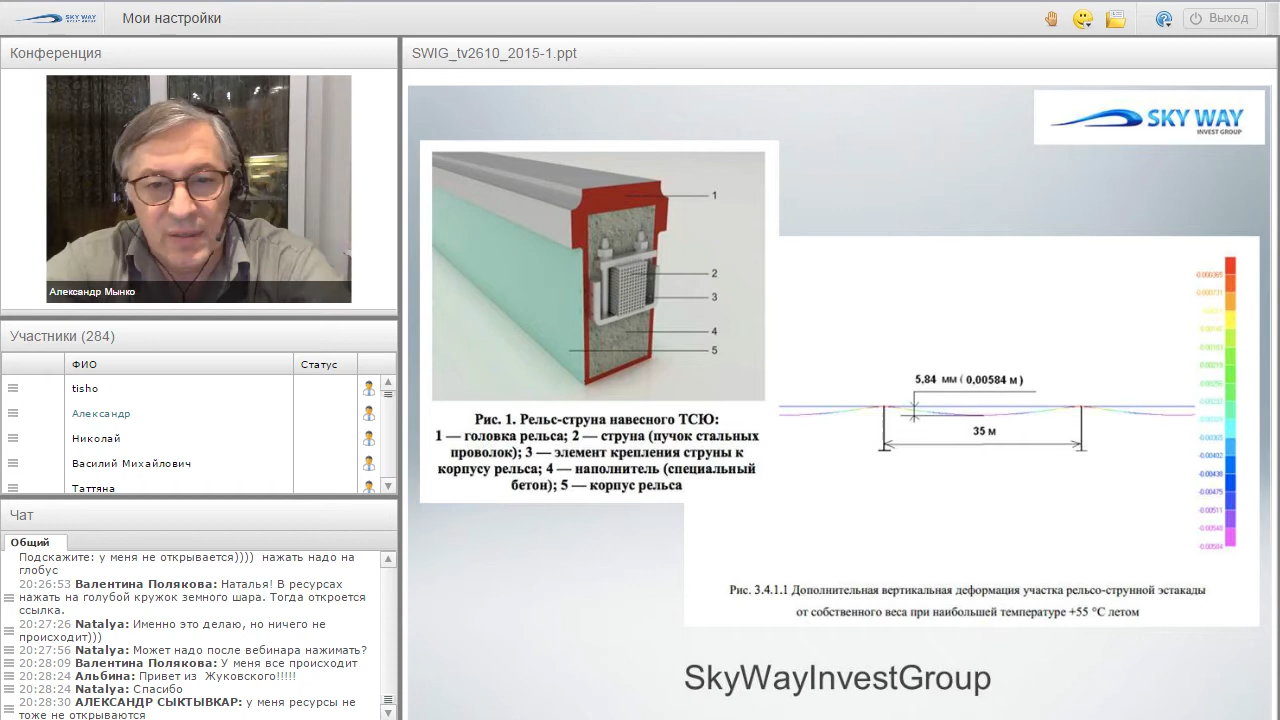 SKY WAY
INVEST GROUP
Мои настройки
Выход
Конференция
Александр Мынко
Участники (284)
ФИО
Статус
tisho
Александр
Николай
Василий Михайлович
Таттяна
Чат
Общий
Подскажите: у меня не открывается)))) нажать надо на
глобус
20:26:53 Валентина Полякова: Наталья! В ресурсах
нажать на голубой кружок земного шара. Тогда откроется
ссылка.
20:27:26 Natalya: Именно это делаю, но ничего не
происходит)))
20:27:56 Natalya: Может надо после вебинара нажимать?
20:28:09 Валентина Полякова: У меня все происходит
20:28:24 Альбина: Привет из Жуковского!!!!!
20:28:24 Natalya: Спасибо
20:28:30 АЛЕКСАНДР СЫКТЫВКАР: у меня ресурсы не
тоже не открываются
SWIG_tv2610_2015-1.ppt
SKY WAY
INVEST GROUP
1
2
3
4
5
Рис. 1. Рельс-струна навесного ТСЮ:
1 — головка рельса; 2 — струна (пучок стальных
проволок); 3 — элемент крепления струны к
корпусу рельса; 4 — наполнитель (специальный
бетон); 5 — корпус рельса
5,84 мм ( 0,00584 м )
35 м
Рис. 3.4.1.1 Дополнительная вертикальная деформация участка рельсо-струнной эстакады
от собственного веса при наибольшей температуре +55 °С летом
SkyWayInvestGroup